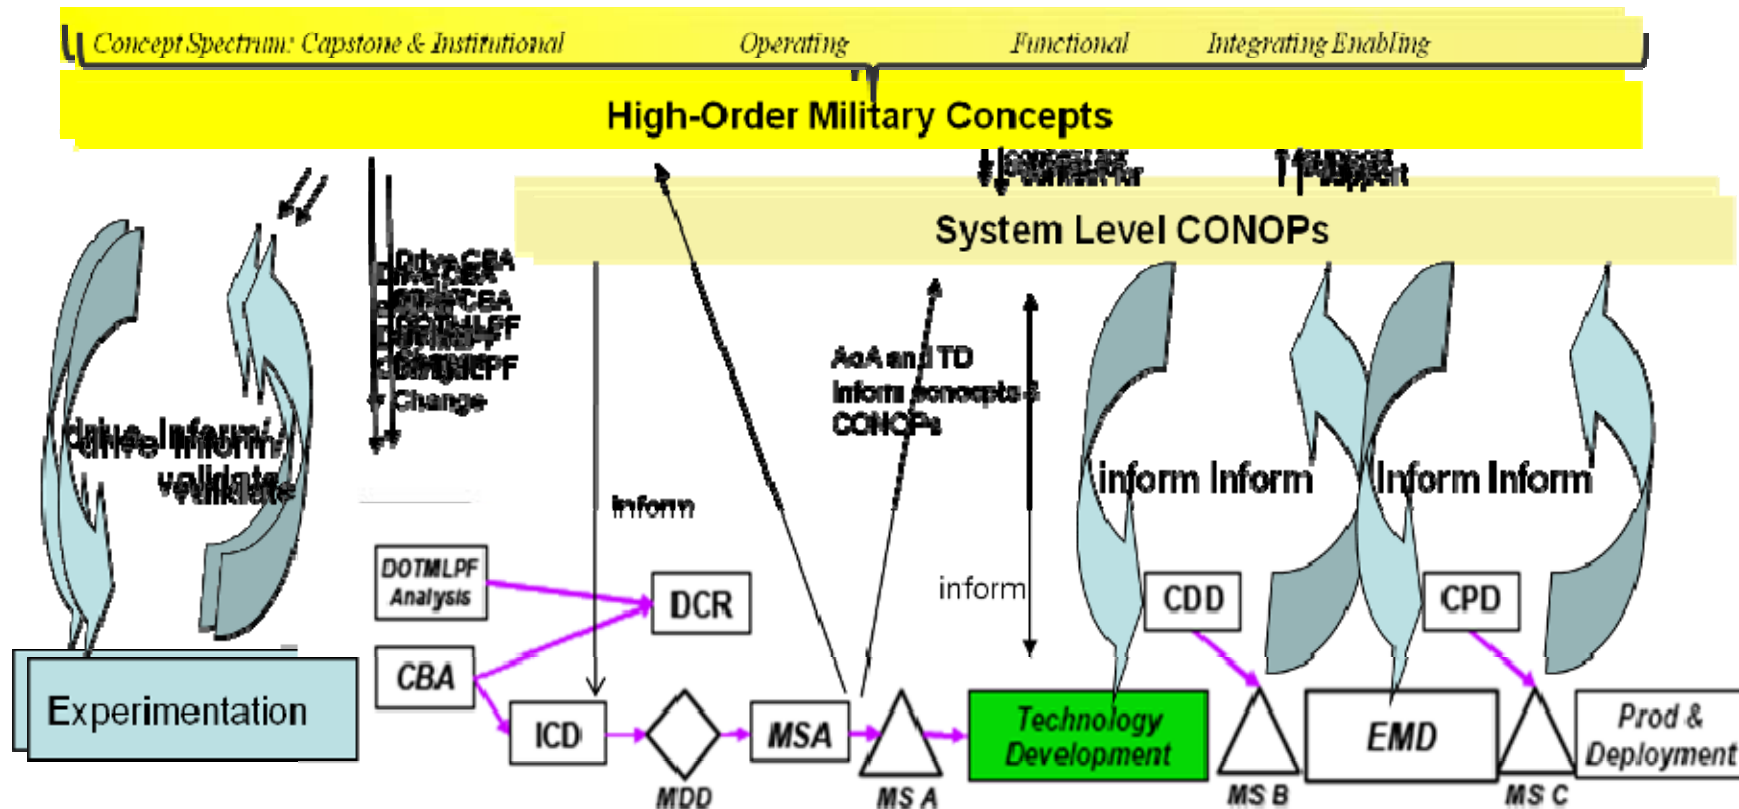 Concept Spectrum: Capstone & Institutional Operating Functional Integrating Enabling
High-Order Military Concepts
support
System Level CONOPs
Drive CBA
DOTMLPF
Change
AoA and TD
Inform concepts &
CONOPs
drive Inform/
validate
inform Inform
Inform Inform
inform
inform
DOTMLPF
Analysis
DCR
CDD
CPD
CBA
Experimentation
ICD
MSA
Technology
Development
EMD
Prod &
Deployment
MDD
MS A
MS B
MS C